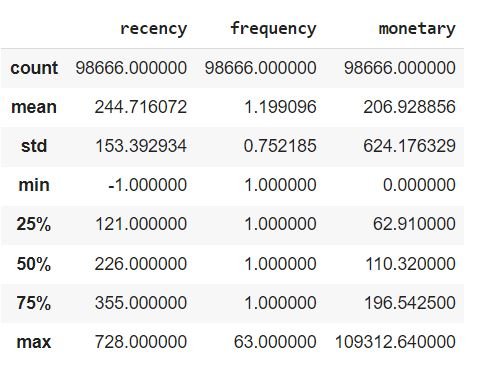 recency frequency monetary
count 98666.000000 98666.000000 98666.000000
mean 244.716072 1.199096 206.928856
std 153.392934 0.752185 624.176329
min -1.000000 1.000000 0.000000
25% 121.000000 1.000000 62.910000
50% 226.000000 1.000000 110.320000
75% 355.000000 1.000000 196.542500
max 728.000000 63.000000 109312.640000